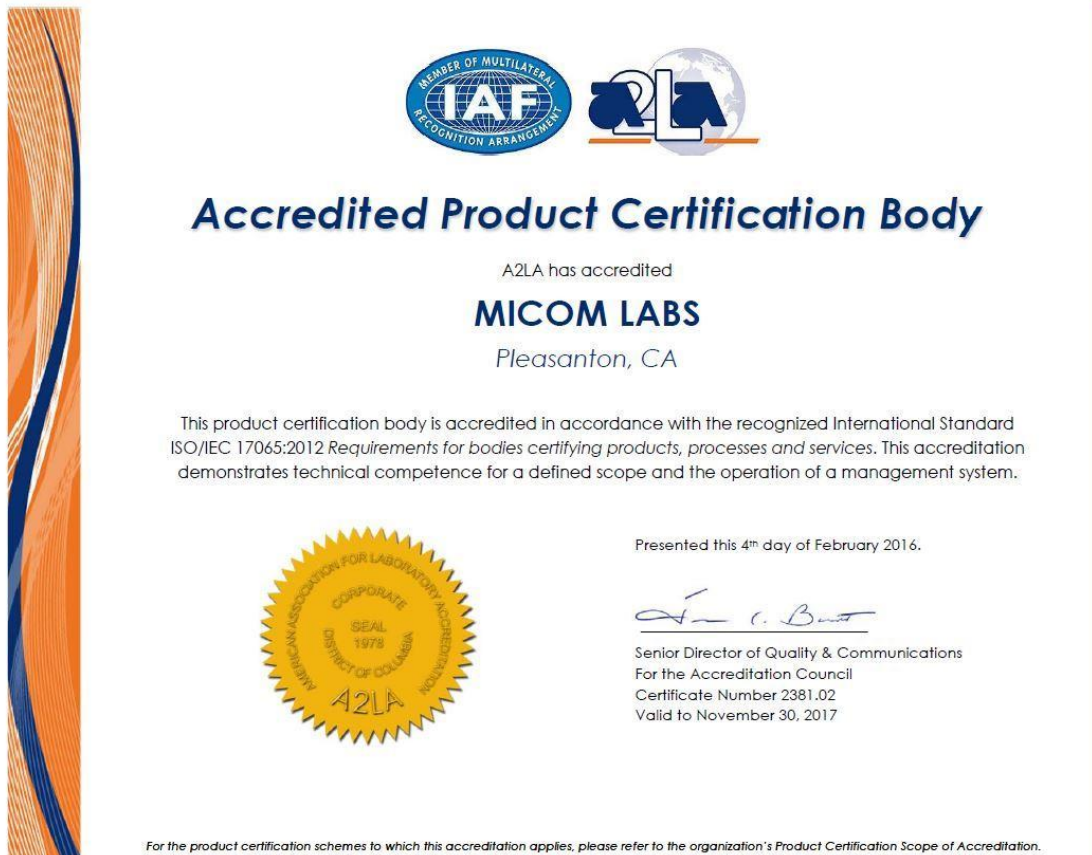 MEMBER OF MULTILATERAL
IAF
RECOGNITION ARRANGEMENT
a2la
Accredited Product Certification Body
A2LA has accredited
MICOM LABS
Pleasanton, CA
This product certification body is accredited in accordance with the recognized International Standard
ISO/IEC 17065:2012 Requirements for bodies certifying products, processes and services. This accreditation
demonstrates technical competence for a defined scope and the operation of a management system.
AMERICAN ASSOCIATION FOR LABORATORY ACCREDITATION
CORPORATE
SEAL
1978
DISTRICT OF COLUMBIA
A2LA
Presented this 4th day of February 2016.
Senior Director of Quality & Communications
For the Accreditation Council
Certificate Number 2381.02
Valid to November 30, 2017
For the product certification schemes to which this accreditation applies, please refer to the organization's Product Certification Scope of Accreditation.